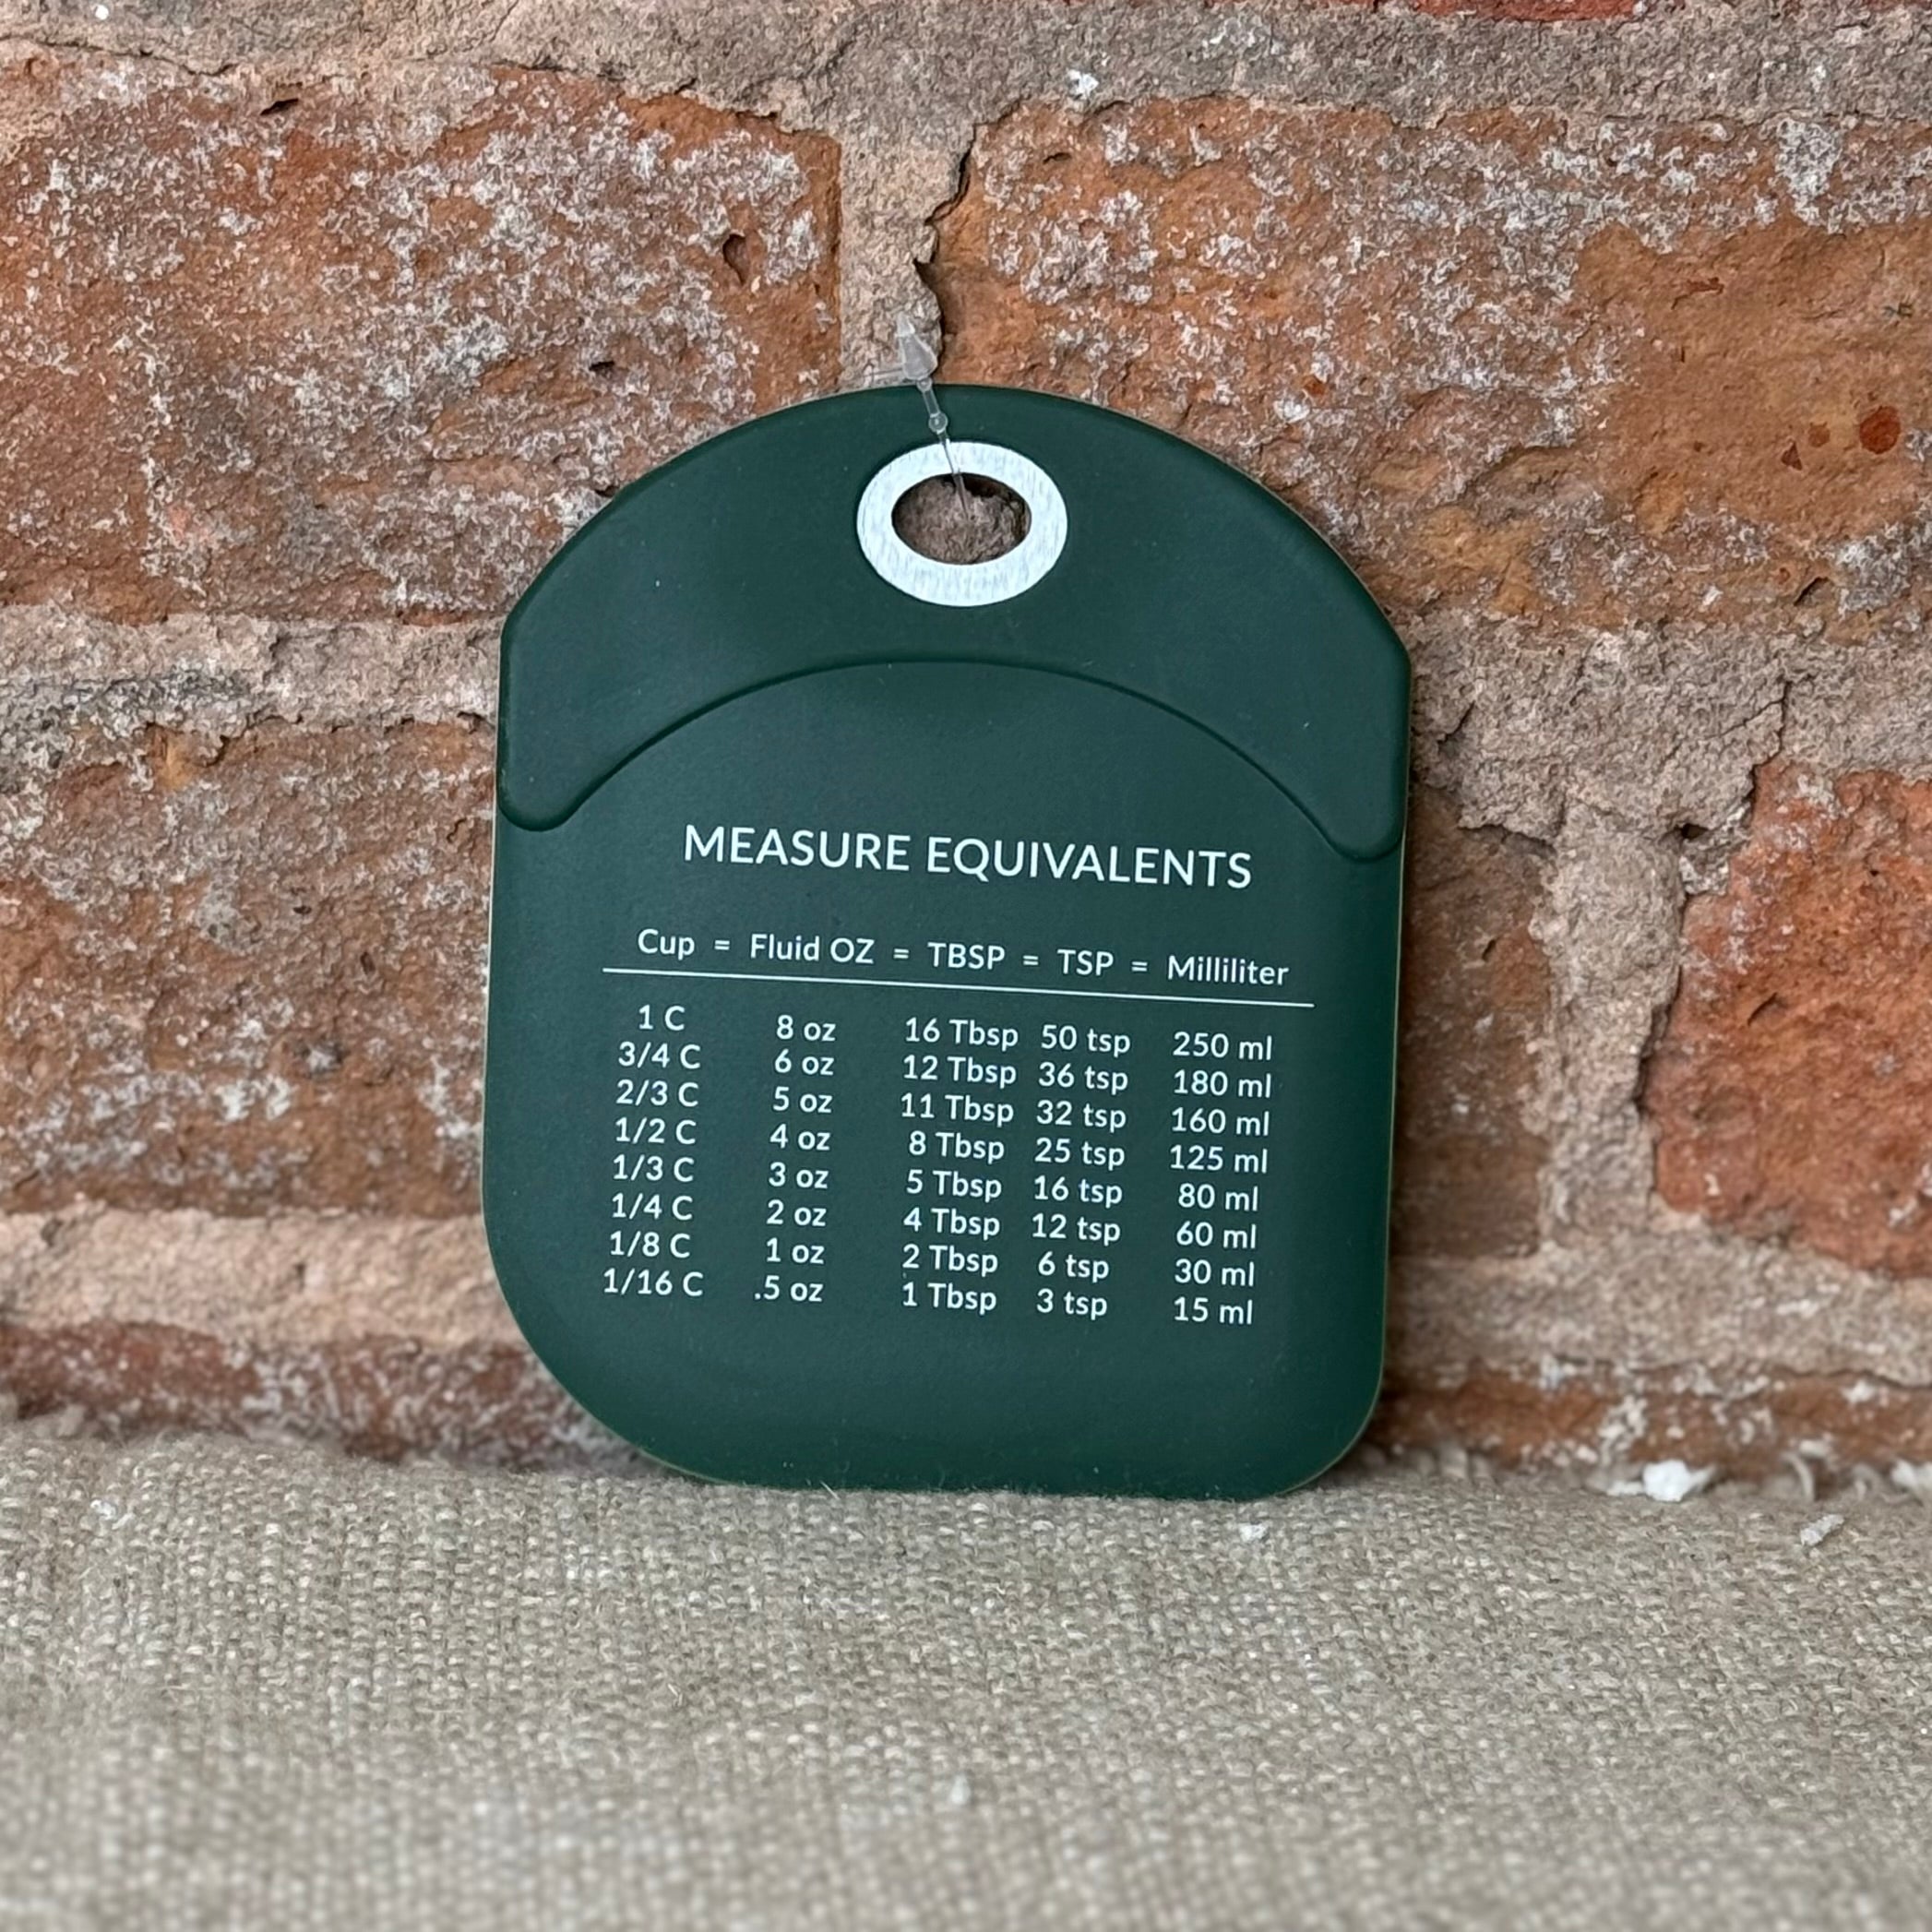 MEASURE EQUIVALENTS
Cup = Fluid OZ = TBSP = TSP = Milliliter
1 C 8 oz 16 Tbsp 50 tsp 250 ml
3/4 C 6 oz 12 Tbsp 36 tsp 180 ml
2/3 C 5 oz 11 Tbsp 32 tsp 160 ml
1/2 C 4 oz 8 Tbsp 25 tsp 125 ml
1/3 C 3 oz 5 Tbsp 16 tsp 80 ml
1/4 C 2 oz 4 Tbsp 12 tsp 60 ml
1/8 C 1 oz 2 Tbsp 6 tsp 30 ml
1/16 C .5 oz 1 Tbsp 3 tsp 15 ml